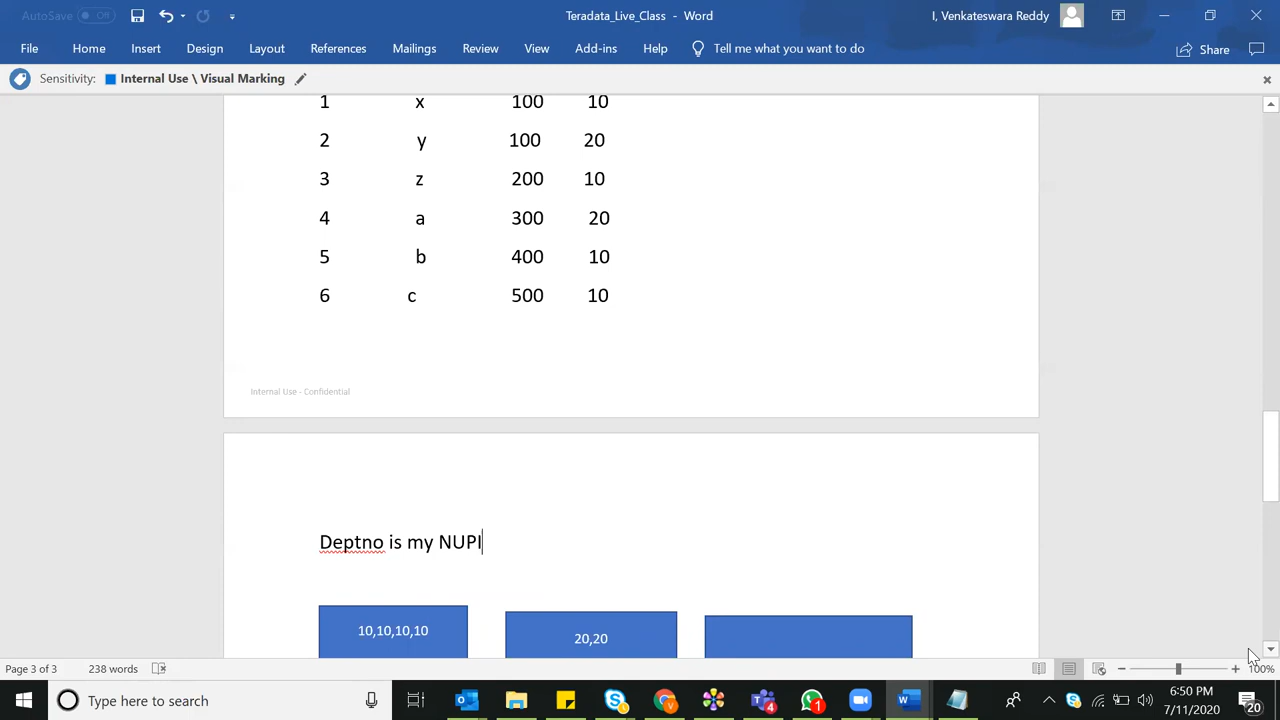 AutoSave Off Teradata_Live_Class - Word I, Venkateswara Reddy
File Home Insert Design Layout References Mailings Review View Add-ins Help Tell me what you want to do Share
Sensitivity: Internal Use \ Visual Marking
1 x 100 10
2 y 100 20
3 z 200 10
4 a 300 20
5 b 400 10
6 c 500 10
Internal Use - Confidential
Deptno is my NUPI
10,10,10,10 20,20
Page 3 of 3 238 words 100%
Type here to search 1 4 6:50 PM
7/11/2020 20